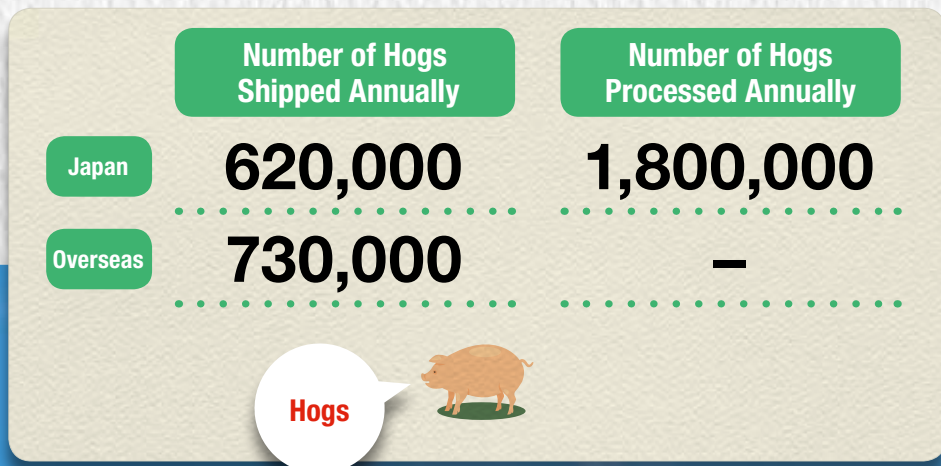 Number of Hogs
Shipped Annually
Number of Hogs
Processed Annually
Japan
620,000
1,800,000
Overseas
730,000
–
Hogs